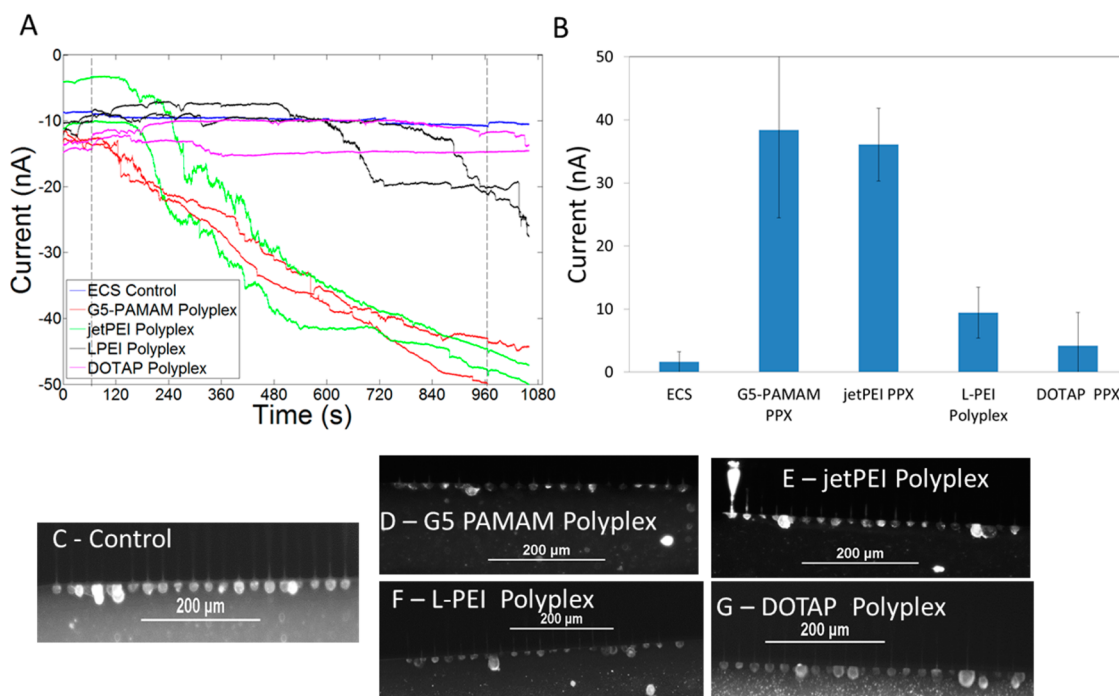 A
0
-10
-20
-30
-40
-50
Current (nA)
ECS Control
G5-PAMAM Polyplex
jetPEI Polyplex
LPEI Polyplex
DOTAP Polyplex
0 120 240 360 480 600 720 840 960 1080
Time (s)
B
50
40
30
20
10
0
Current (nA)
ECS
G5-PAMAM
PPX
jetPEI PPX
L-PEI
Polyplex
DOTAP PPX
C - Control
200 µm
D – G5 PAMAM Polyplex
200 µm
E – jetPEI Polyplex
200 µm
F – L-PEI Polyplex
200 µm
G – DOTAP Polyplex
200 µm